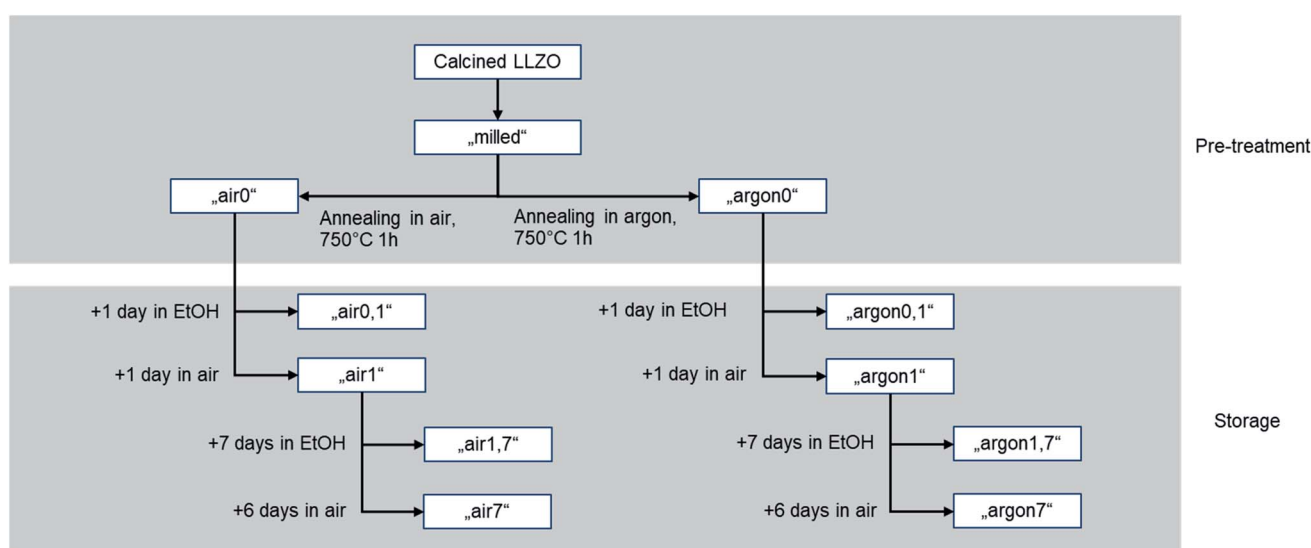 Calcined LLZO
„milled“
Pre-treatment
„air0“
„argon0“
Annealing in air,
750°C 1h
Annealing in argon,
750°C 1h
+1 day in EtOH
„air0,1“
+1 day in EtOH
„argon0,1“
+1 day in air
„air1“
+1 day in air
„argon1“
Storage
+7 days in EtOH
„air1,7“
+7 days in EtOH
„argon1,7“
+6 days in air
„air7“
+6 days in air
„argon7“